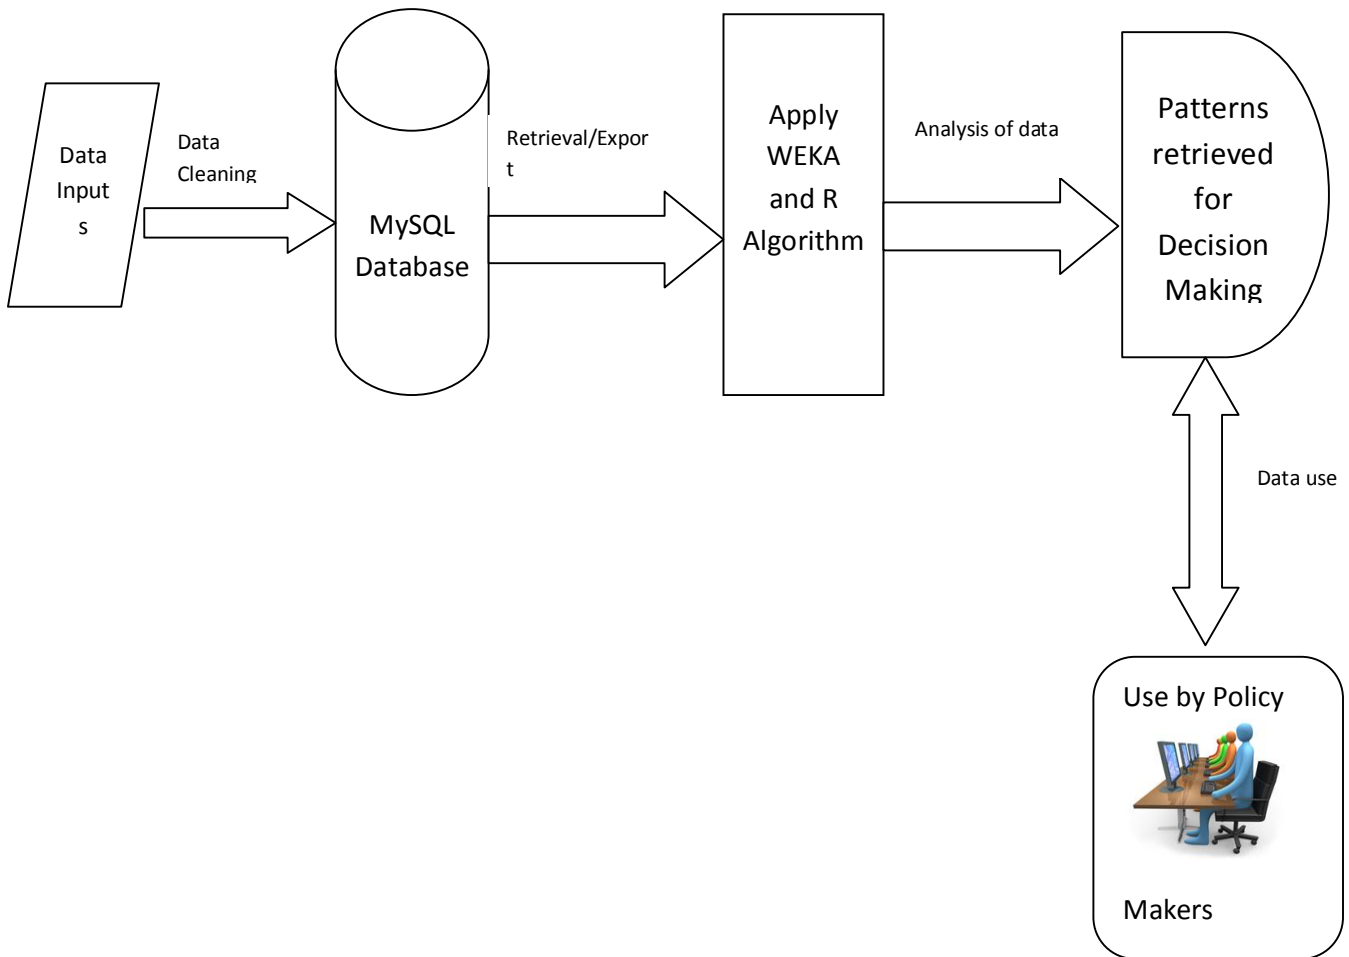 Data
Input
s
Data
Cleaning
MySQL
Database
Retrieval/Expor
t
Apply
WEKA
and R
Algorithm
Analysis of data
Patterns
retrieved
for
Decision
Making
Data use
Use by Policy
Makers